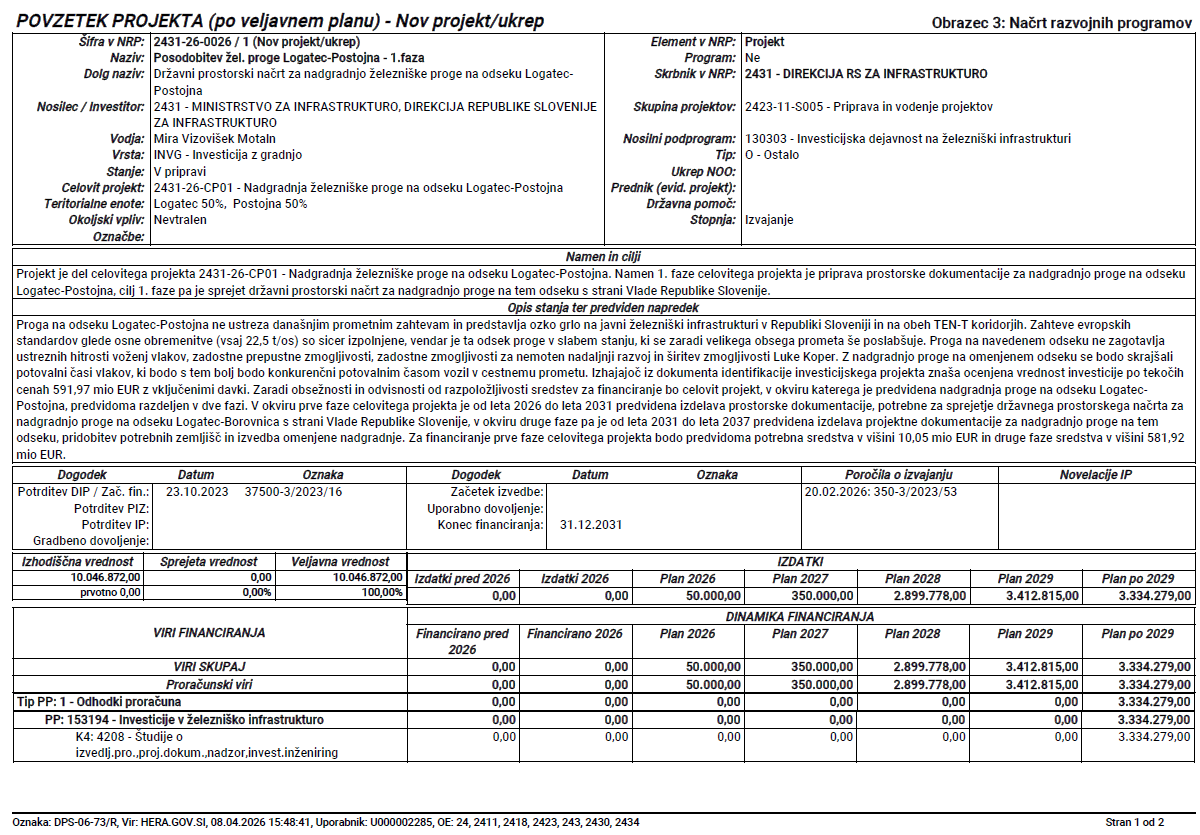 POVZETEK PROJEKTA (po veljavnem planu) - Nov projekt/ukrep
Obrazec 3: Načrt razvojnih programov
Šifra v NRP: 2431-26-0026 / 1 (Nov projekt/ukrep)
Naziv: Posodobitev žel. proge Logatec-Postojna - 1.faza
Dolg naziv: Državni prostorski načrt za nadgradnjo železniške proge na odseku Logatec-
Postojna
Nosilec / Investitor: 2431 - MINISTRSTVO ZA INFRASTRUKTURO, DIREKCIJA REPUBLIKE SLOVENIJE
ZA INFRASTRUKTURO
Vodja: Mira Vizovišek Motaln
Vrsta: INVG - Investicija z gradnjo
Stanje: V pripravi
Celovit projekt: 2431-26-CP01 - Nadgradnja železniške proge na odseku Logatec-Postojna
Teritorialne enote: Logatec 50%, Postojna 50%
Okoljski vpliv: Nevtralen
Označbe:
Element v NRP: Projekt
Program: Ne
Skrbnik v NRP: 2431 - DIREKCIJA RS ZA INFRASTRUKTURO
Skupina projektov: 2423-11-S005 - Priprava in vodenje projektov
Nosilni podprogram: 130303 - Investicijska dejavnost na železniški infrastrukturi
Tip: O - Ostalo
Ukrep NOO:
Prednik (evid. projekt):
Državna pomoč:
Stopnja: Izvajanje
Namen in cilji
Projekt je del celovitega projekta 2431-26-CP01 - Nadgradnja železniške proge na odseku Logatec-Postojna. Namen 1. faze celovitega projekta je priprava prostorske dokumentacije za nadgradnjo proge na odseku
Logatec-Postojna, cilj 1. faze pa je sprejet državni prostorski načrt za nadgradnjo proge na tem odseku s strani Vlade Republike Slovenije.
Opis stanja ter predviden napredek
Proga na odseku Logatec-Postojna ne ustreza današnjim prometnim zahtevam in predstavlja ozko grlo na javni železniški infrastrukturi v Republiki Sloveniji in na obeh TEN-T koridorjih. Zahteve evropskih
standardov glede osne obremenitve (vsaj 22,5 t/os) so sicer izpolnjene, vendar je ta odsek proge v slabem stanju, ki se zaradi velikega obsega prometa še poslabšuje. Proga na navedenem odseku ne zagotavlja
ustreznih hitrosti voženj vlakov, zadostne prepustne zmogljivosti, zadostne zmogljivosti za nemoten nadaljnji razvoj in širitev zmogljivosti Luke Koper. Z nadgradnjo proge na omenjenem odseku se bodo skrajšali
potovalni časi vlakov, ki bodo s tem bolj bodo konkurenčni potovalnim časom vozil v cestnemu prometu. Izhajajoč iz dokumenta identifikacije investicijskega projekta znaša ocenjena vrednost investicije po tekočih
cenah 591,97 mio EUR z vključenimi davki. Zaradi obsežnosti in odvisnosti od razpoložljivosti sredstev za financiranje bo celovit projekt, v okviru katerega je predvidena nadgradnja proge na odseku Logatec-
Postojna, predvidoma razdeljen v dve fazi. V okviru prve faze celovitega projekta je od leta 2026 do leta 2031 predvidena izdelava prostorske dokumentacije, potrebne za sprejetje državnega prostorskega načrta za
nadgradnjo proge na odseku Logatec-Borovnica s strani Vlade Republike Slovenije, v okviru druge faze pa je od leta 2031 do leta 2037 predvidena izdelava projektne dokumentacije za nadgradnjo proge na tem
odseku, pridobitev potrebnih zemljišč in izvedba omenjene nadgradnje. Za financiranje prve faze celovitega projekta bodo predvidoma potrebna sredstva v višini 10,05 mio EUR in druge faze sredstva v višini 581,92
mio EUR.
Dogodek Datum Oznaka Dogodek Datum Oznaka Poročila o izvajanju Novelacije IP
Potrditev DIP / Zač. fin.: 23.10.2023 37500-3/2023/16 Začetek izvedbe: 20.02.2026: 350-3/2023/53
Potrditev PIZ: Uporabno dovoljenje:
Potrditev IP: Konec financiranja: 31.12.2031
Gradbeno dovoljenje:
Izhodiščna vrednost Sprejeta vrednost Veljavna vrednost IZDATKI
10.046.872,00 0,00 10.046.872,00 Izdatki pred 2026 Izdatki 2026 Plan 2026 Plan 2027 Plan 2028 Plan 2029 Plan po 2029
prvotno 0,00 0,00% 100,00% 0,00 0,00 50.000,00 350.000,00 2.899.778,00 3.412.815,00 3.334.279,00
VIRI FINANCIRANJA DINAMIKA FINANCIRANJA
Financirano pred 2026 Financirano 2026 Plan 2026 Plan 2027 Plan 2028 Plan 2029 Plan po 2029
VIRI SKUPAJ 0,00 0,00 50.000,00 350.000,00 2.899.778,00 3.412.815,00 3.334.279,00
Proračunski viri 0,00 0,00 50.000,00 350.000,00 2.899.778,00 3.412.815,00 3.334.279,00
Tip PP: 1 - Odhodki proračuna 0,00 0,00 0,00 0,00 0,00 0,00 3.334.279,00
PP: 153194 - Investicije v železniško infrastrukturo 0,00 0,00 0,00 0,00 0,00 0,00 3.334.279,00
K4: 4208 - Študije o 0,00 0,00 0,00 0,00 0,00 0,00 3.334.279,00
izvedlj.pro.,proj.dokum.,nadzor,invest.inženiring
Oznaka: DPS-06-73/R, Vir: HERA.GOV.SI, 08.04.2026 15:48:41, Uporabnik: U000002285, OE: 24, 2411, 2418, 2423, 243, 2430, 2434
Stran 1 od 2